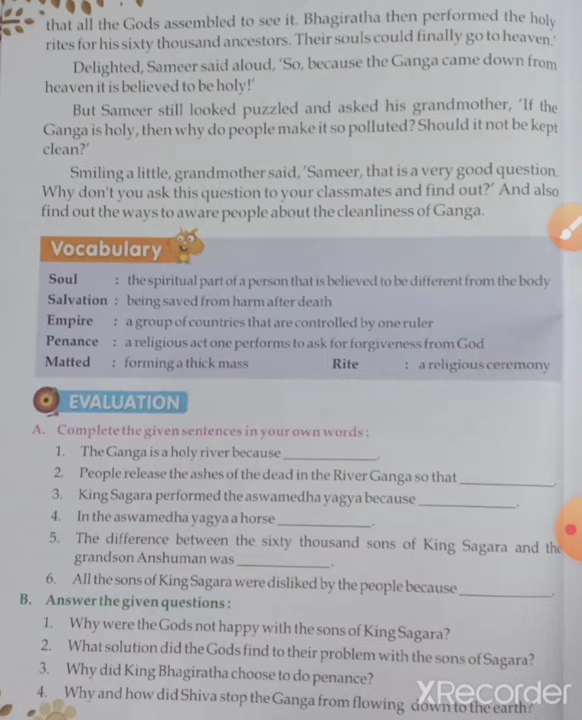 that all the Gods assembled to see it. Bhagiratha then performed the holy
rites for his sixty thousand ancestors. Their souls could finally go to heaven.'
Delighted, Sameer said aloud, 'So, because the Ganga came down from
heaven it is believed to be holy!'
But Sameer still looked puzzled and asked his grandmother, 'If the
Ganga is holy, then why do people make it so polluted? Should it not be kept
clean?'
Smiling a little, grandmother said, 'Sameer, that is a very good question.
Why don't you ask this question to your classmates and find out?' And also
find out the ways to aware people about the cleanliness of Ganga.
Vocabulary
Soul : the spiritual part of a person that is believed to be different from the body
Salvation : being saved from harm after death
Empire : a group of countries that are controlled by one ruler
Penance : a religious act one performs to ask for forgiveness from God
Matted : forming a thick mass Rite : a religious ceremony
EVALUATION
A. Complete the given sentences in your own words :
1. The Ganga is a holy river because ____________.
2. People release the ashes of the dead in the River Ganga so that ____________.
3. King Sagara performed the aswamedha yagya because ____________.
4. In the aswamedha yagya a horse ____________.
5. The difference between the sixty thousand sons of King Sagara and the
grandson Anshuman was ____________.
6. All the sons of King Sagara were disliked by the people because ____________.
B. Answer the given questions :
1. Why were the Gods not happy with the sons of King Sagara?
2. What solution did the Gods find to their problem with the sons of Sagara?
3. Why did King Bhagiratha choose to do penance?
4. Why and how did Shiva stop the Ganga from flowing down to the earth?
XRecorder